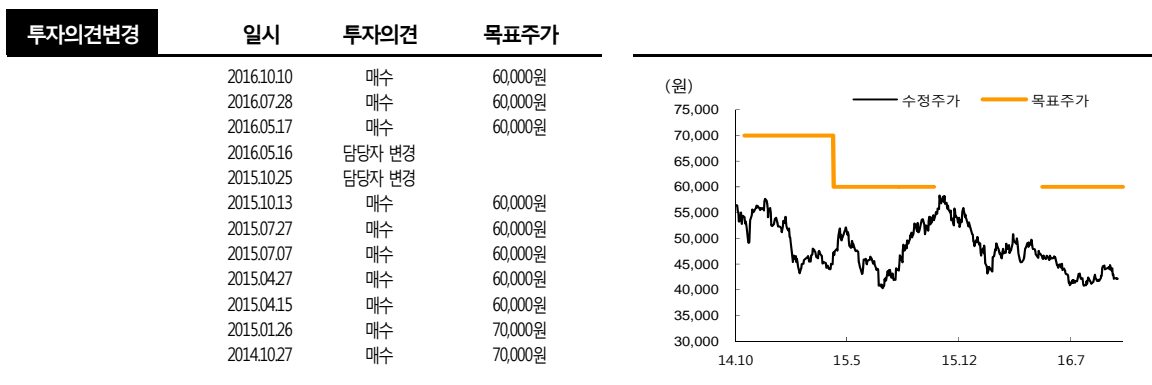 투자의견변경 일시 투자의견 목표주가
2016.10.10 매수 60,000원
2016.07.28 매수 60,000원
2016.05.17 매수 60,000원
2016.05.16 담당자 변경
2015.10.25 담당자 변경
2015.10.13 매수 60,000원
2015.07.27 매수 60,000원
2015.07.07 매수 60,000원
2015.04.27 매수 60,000원
2015.04.15 매수 60,000원
2015.01.26 매수 70,000원
2014.10.27 매수 70,000원
(원)
수정주가 목표주가
75,000
70,000
65,000
60,000
55,000
50,000
45,000
40,000
35,000
30,000
14.10 15.5 15.12 16.7